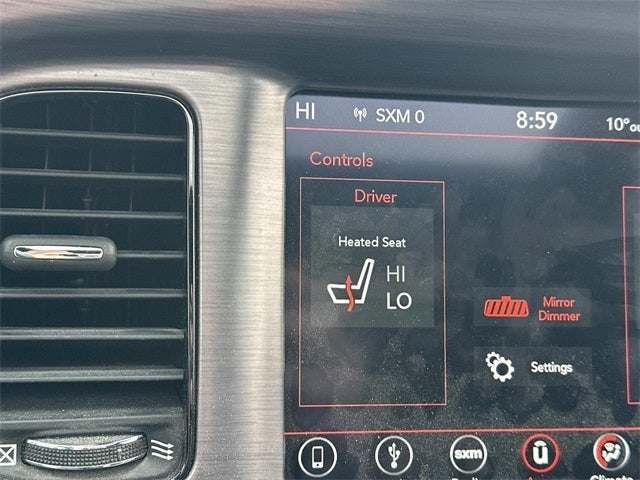 HI SXM 0 8:59 10°
Controls
Driver
Heated Seat
HI
LO
Mirror
Dimmer
Settings
sxm